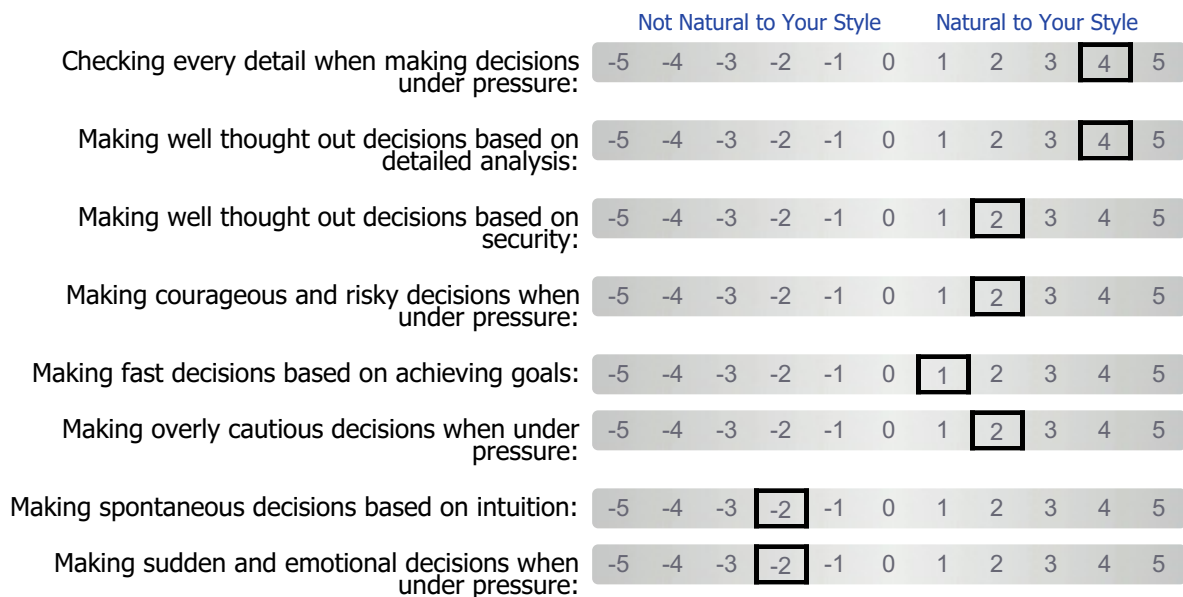 Not Natural to Your Style Natural to Your Style
Checking every detail when making decisions
under pressure:
-5 -4 -3 -2 -1 0 1 2 3 4 5
Making well thought out decisions based on
detailed analysis:
-5 -4 -3 -2 -1 0 1 2 3 4 5
Making well thought out decisions based on
security:
-5 -4 -3 -2 -1 0 1 2 3 4 5
Making courageous and risky decisions when
under pressure:
-5 -4 -3 -2 -1 0 1 2 3 4 5
Making fast decisions based on achieving goals:
-5 -4 -3 -2 -1 0 1 2 3 4 5
Making overly cautious decisions when under
pressure:
-5 -4 -3 -2 -1 0 1 2 3 4 5
Making spontaneous decisions based on intuition:
-5 -4 -3 -2 -1 0 1 2 3 4 5
Making sudden and emotional decisions when
under pressure:
-5 -4 -3 -2 -1 0 1 2 3 4 5